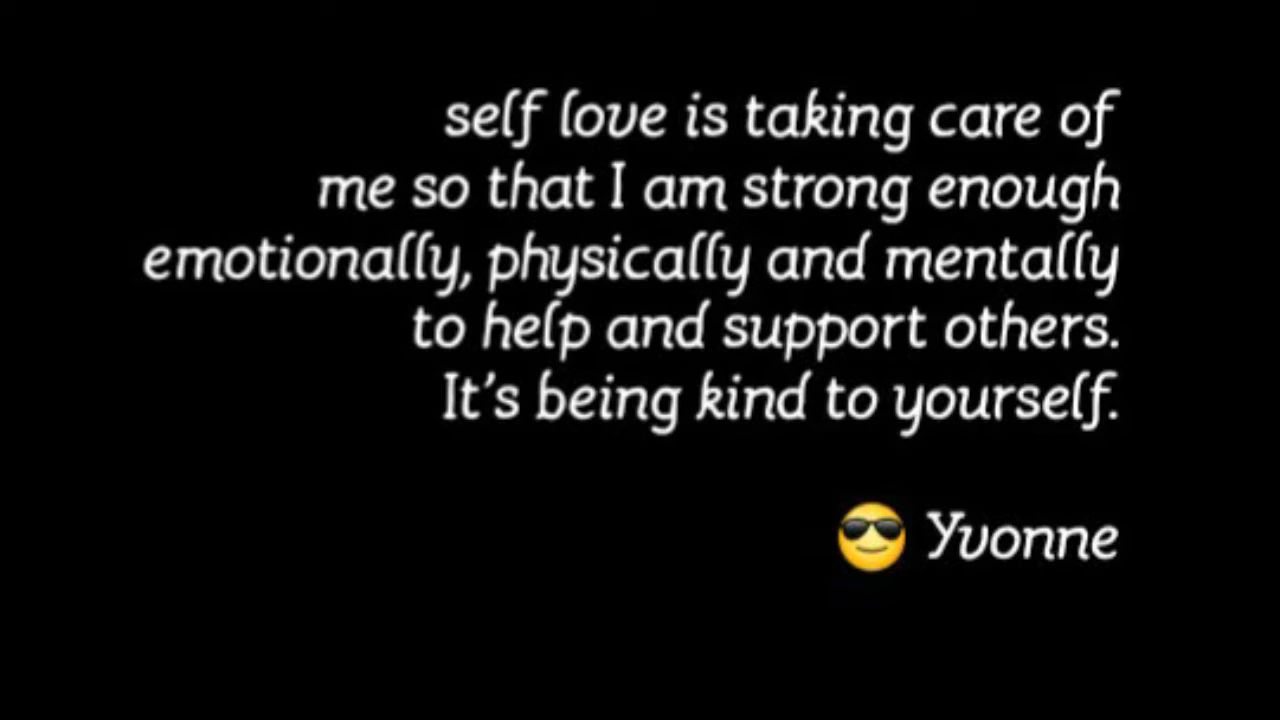 self love is taking care of
me so that I am strong enough
emotionally, physically and mentally
to help and support others.
It’s being kind to yourself.
😎 Yvonne